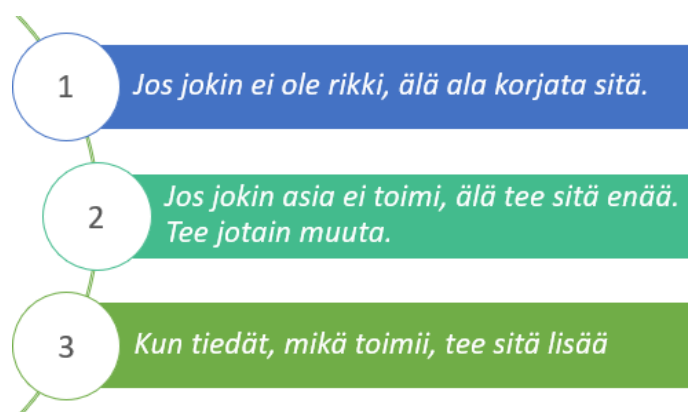 1
Jos jokin ei ole rikki, älä ala korjata sitä.
2
Jos jokin asia ei toimi, älä tee sitä enää.
Tee jotain muuta.
3
Kun tiedät, mikä toimii, tee sitä lisää